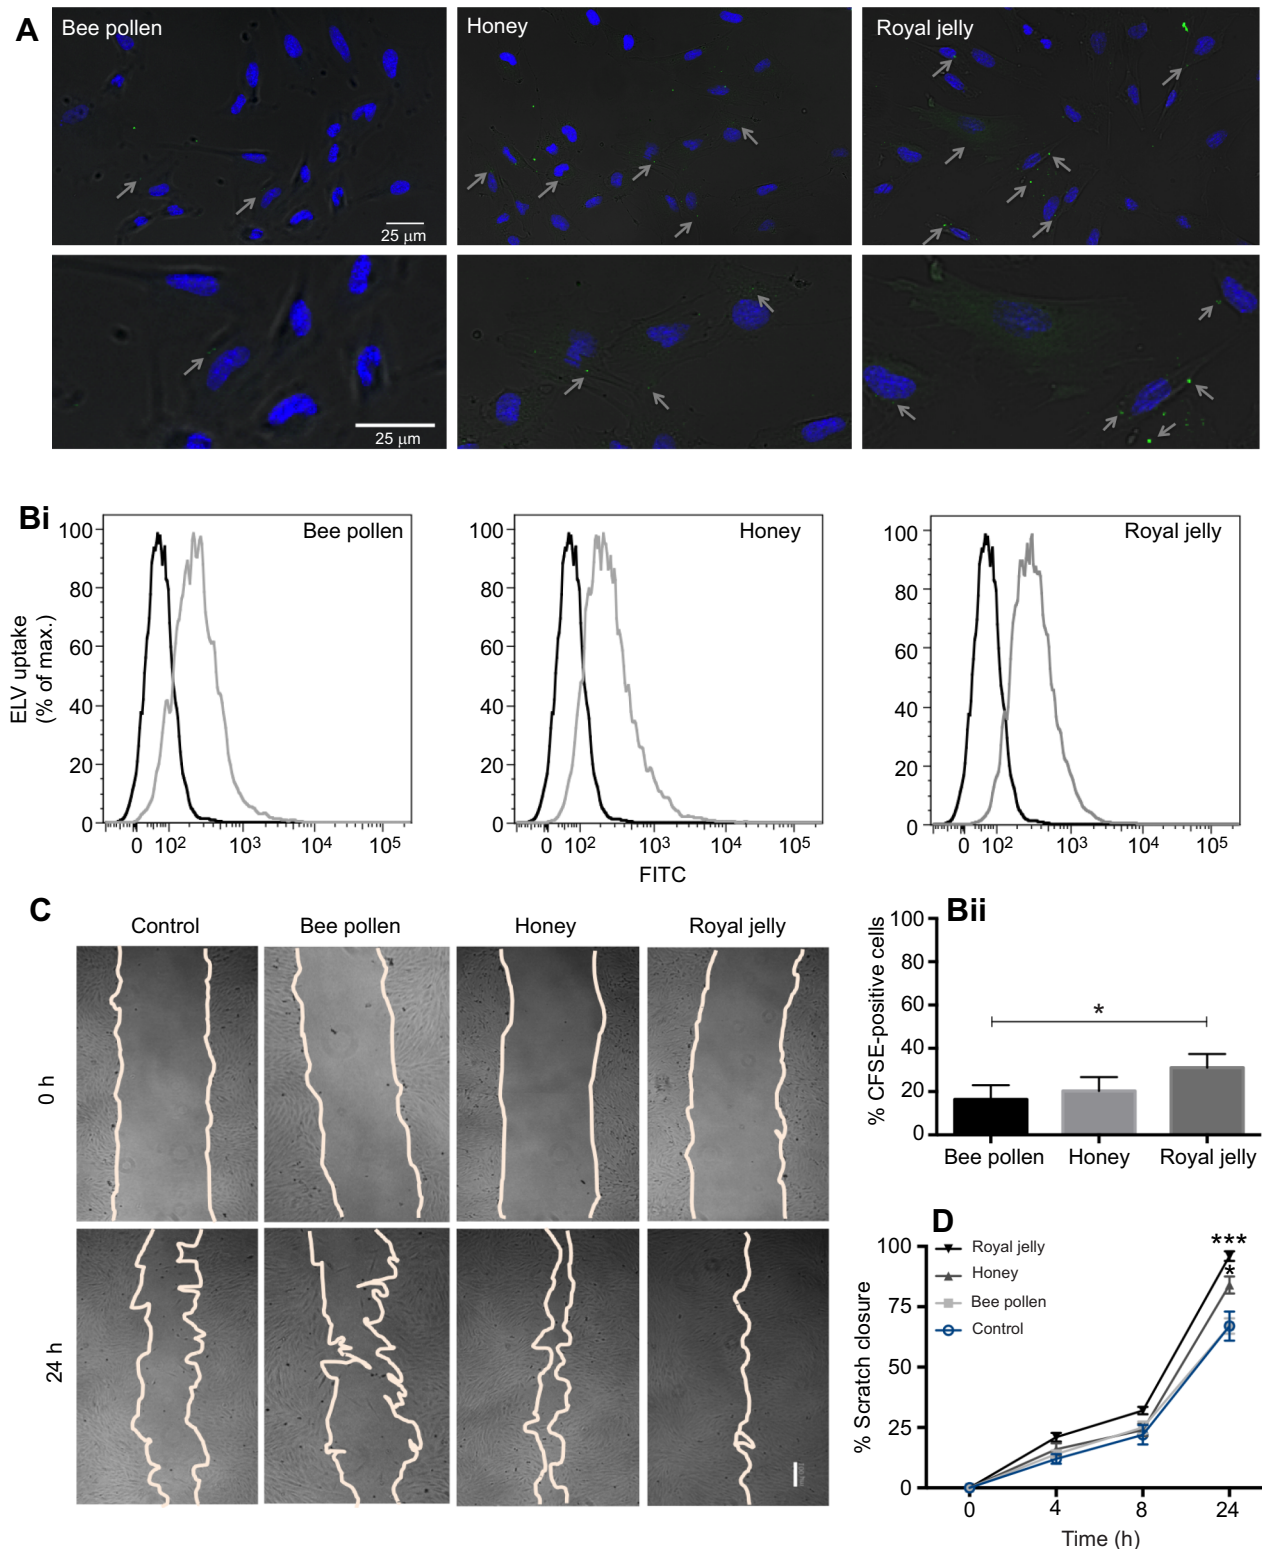 A
Bee pollen
Honey
Royal jelly
25 µm
25 µm
Bi
Bee pollen
Honey
Royal jelly
ELV uptake
(% of max.)
100
80
60
40
20
0
100
80
60
40
20
0
100
80
60
40
20
0
0 10² 10³ 10⁴ 10⁵
0 10² 10³ 10⁴ 10⁵
0 10² 10³ 10⁴ 10⁵
FITC
C
Control
Bee pollen
Honey
Royal jelly
0 h
24 h
Bii
% CFSE-positive cells
100
80
60
40
20
0
*
Bee pollen
Honey
Royal jelly
D
% Scratch closure
100
75
50
25
0
Royal jelly
Honey
Bee pollen
Control
***
*
0 4 8 24
Time (h)